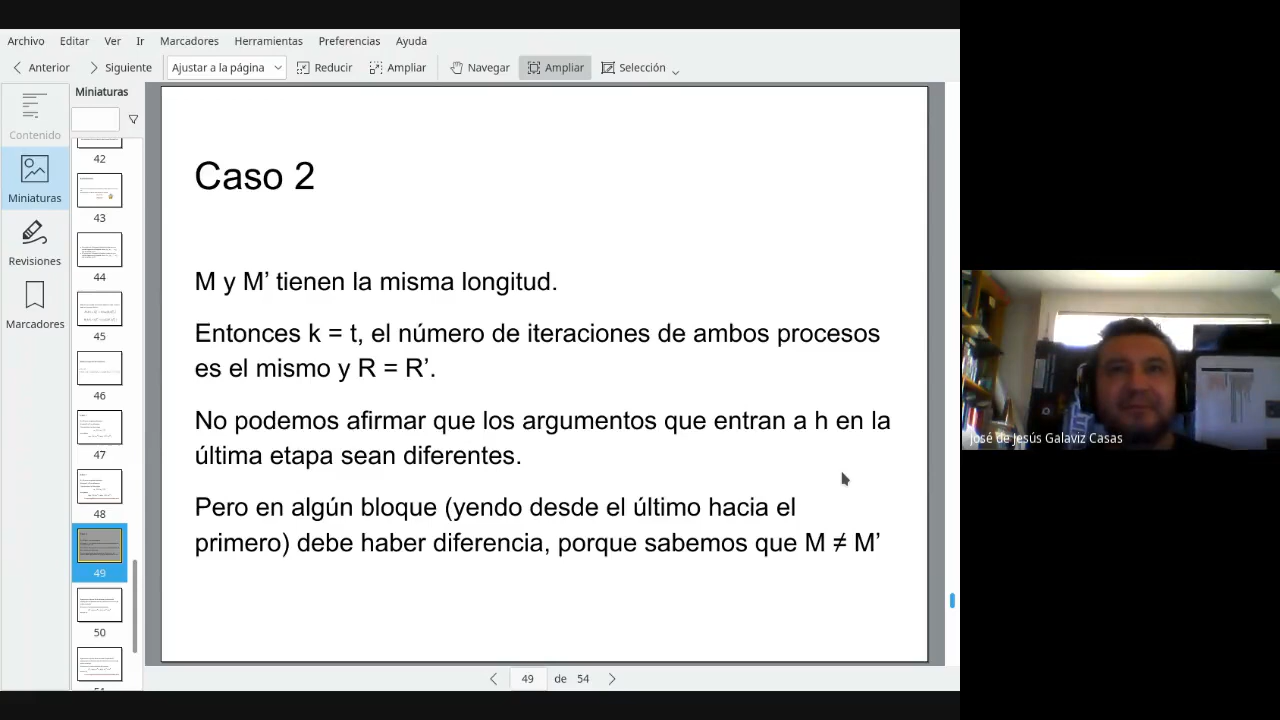 Archivo Editar Ver Ir Marcadores Herramientas Preferencias Ayuda
Anterior Siguiente Ajustar a la página Reducir Ampliar Navegar Ampliar Selección
Contenido
Miniaturas
Revisiones
Marcadores
Miniaturas
42
43
44
45
46
47
48
49
50
Caso 2
M y M’ tienen la misma longitud.
Entonces k = t, el número de iteraciones de ambos procesos
es el mismo y R = R’.
No podemos afirmar que los argumentos que entran a h en la
última etapa sean diferentes.
Pero en algún bloque (yendo desde el último hacia el
primero) debe haber diferencia, porque sabemos que M ≠ M’
49 de 54
José de Jesús Galaviz Casas